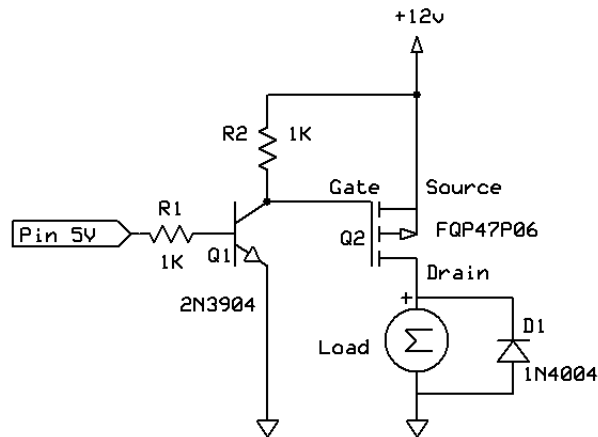 +12v
R2
1K
Gate
Source
R1
Pin 5V
1K
Q1
Q2
FQP47P06
2N3904
Drain
+
D1
Load
Σ
1N4004